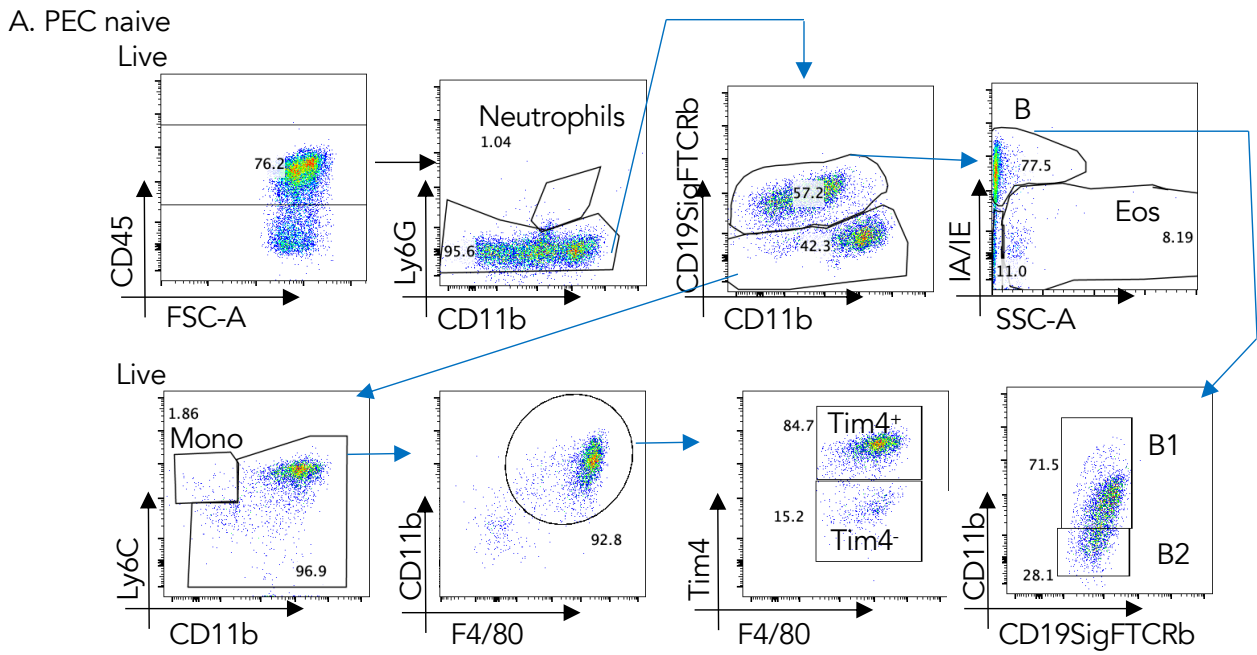 A. PEC naive
Live
76.2
CD45
FSC-A
Neutrophils
1.04
95.6
Ly6G
CD11b
57.2
42.3
CD19SigFTCRb
CD11b
B
77.5
Eos
8.19
11.0
IA/IE
SSC-A
Live
1.86
Mono
96.9
Ly6C
CD11b
92.8
CD11b
F4/80
84.7
Tim4+
15.2
Tim4-
Tim4
F4/80
71.5
B1
B2
28.1
CD11b
CD19SigFTCRb